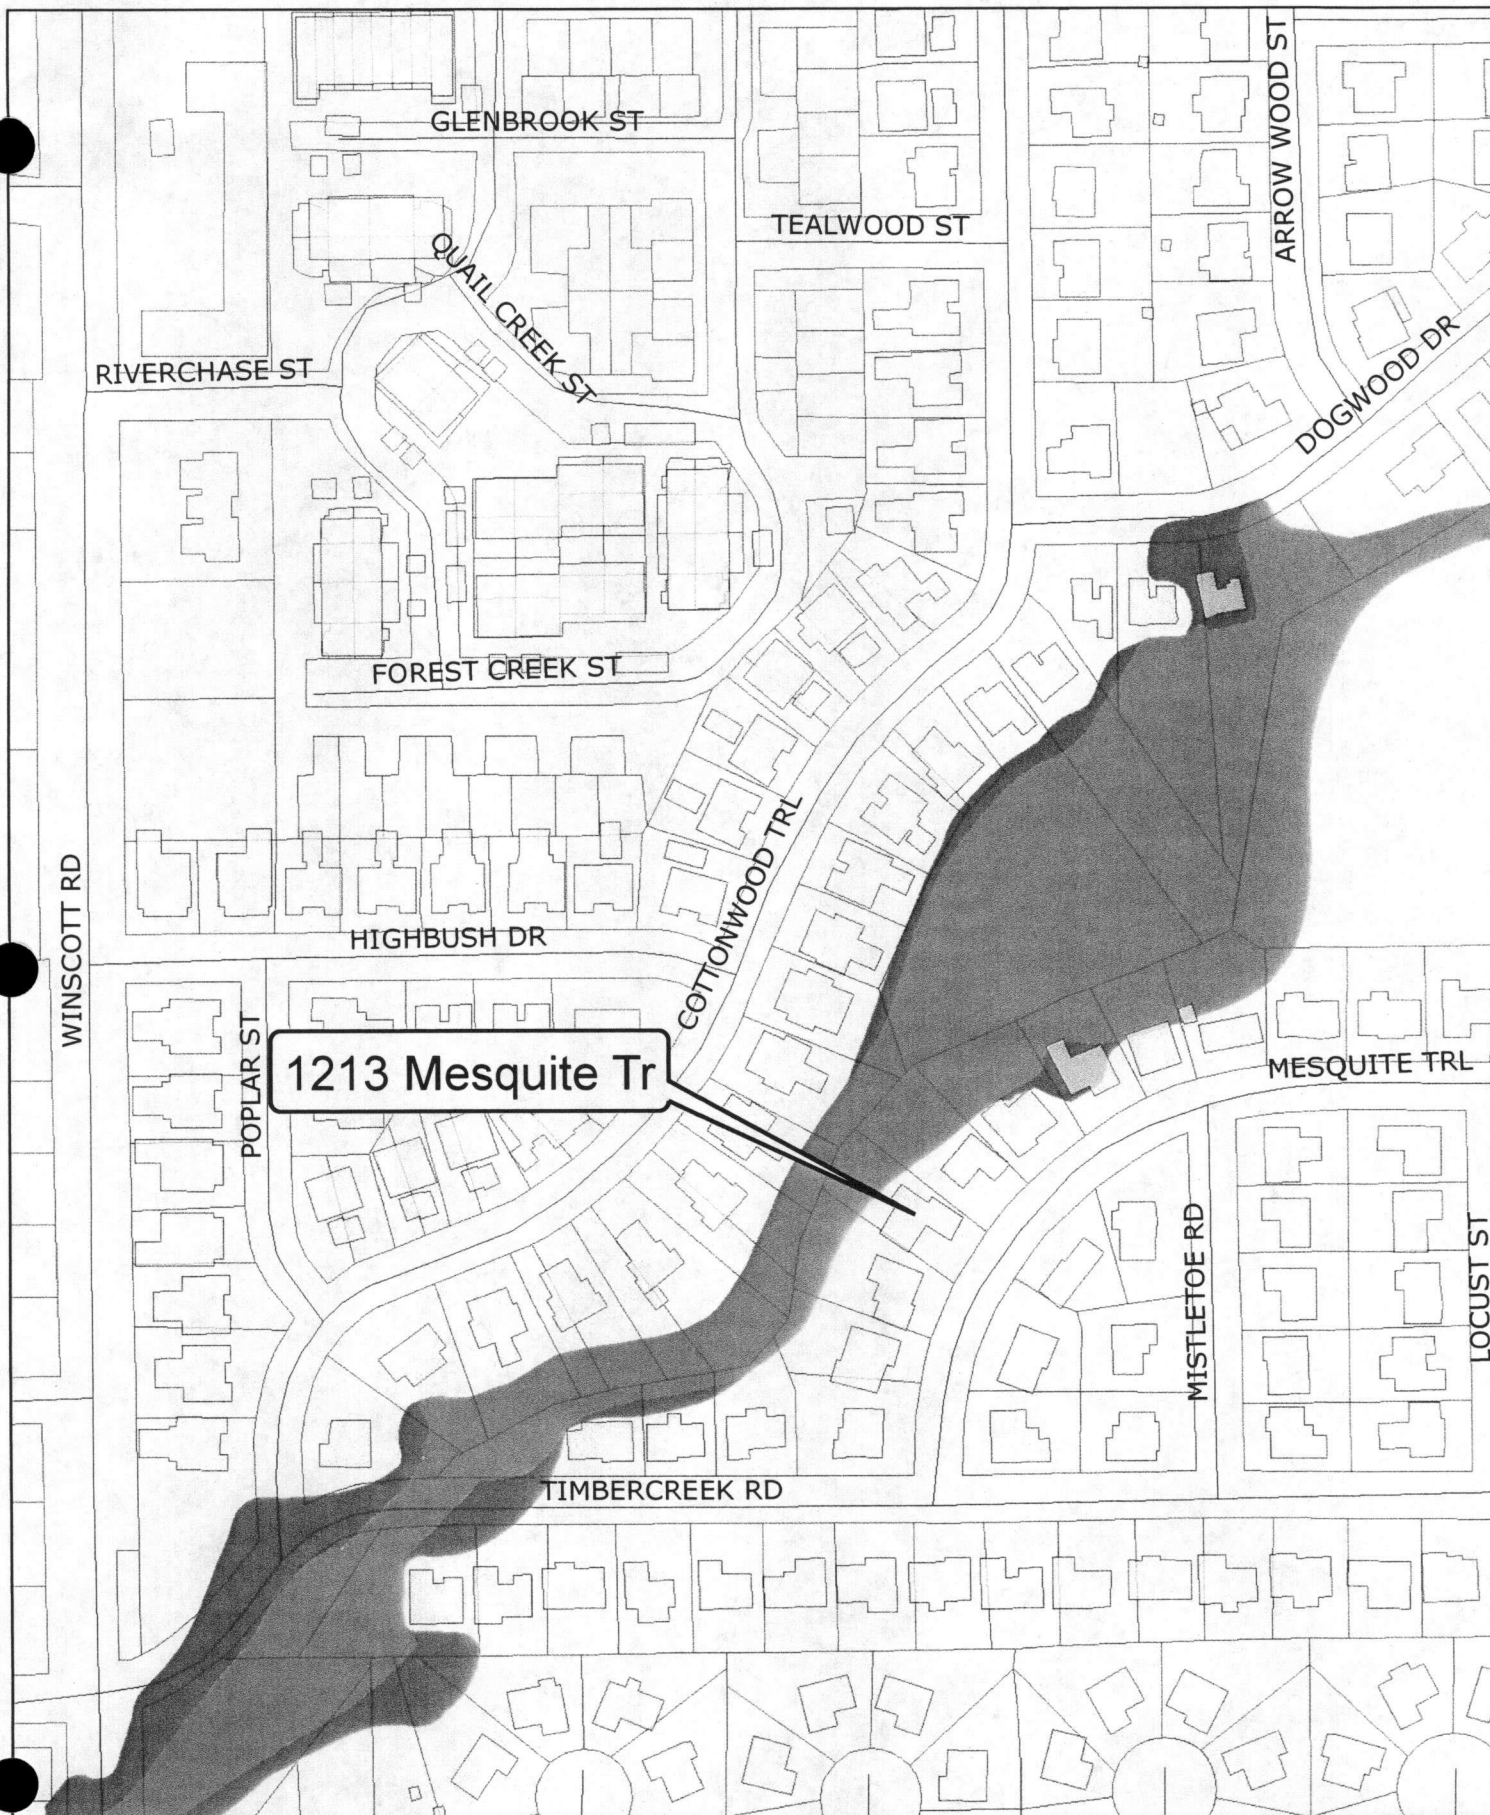 GLENBROOK ST
ARROW WOOD ST
TEALWOOD ST
QUAIL CREEK ST
RIVERCHASE ST
DOGWOOD DR
FOREST CREEK ST
COTTONWOOD TRL
WINSCOTT RD
HIGHBUSH DR
POPLAR ST
1213 Mesquite Tr
MESQUITE TRL
MISTLETOE RD
LOCUST ST
TIMBERCREEK RD